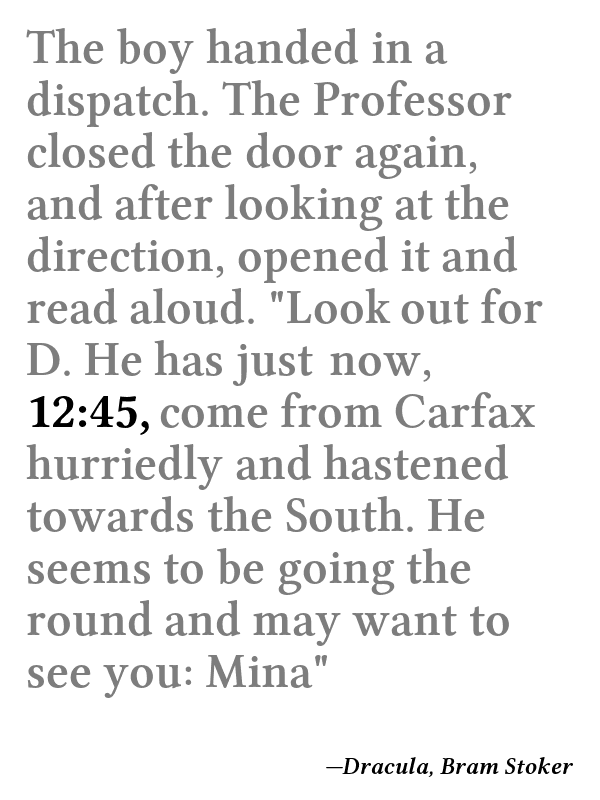 The boy handed in a
dispatch. The Professor
closed the door again,
and after looking at the
direction, opened it and
read aloud. "Look out for
D. He has just now,
12:45, come from Carfax
hurriedly and hastened
towards the South. He
seems to be going the
round and may want to
see you: Mina"
—Dracula, Bram Stoker